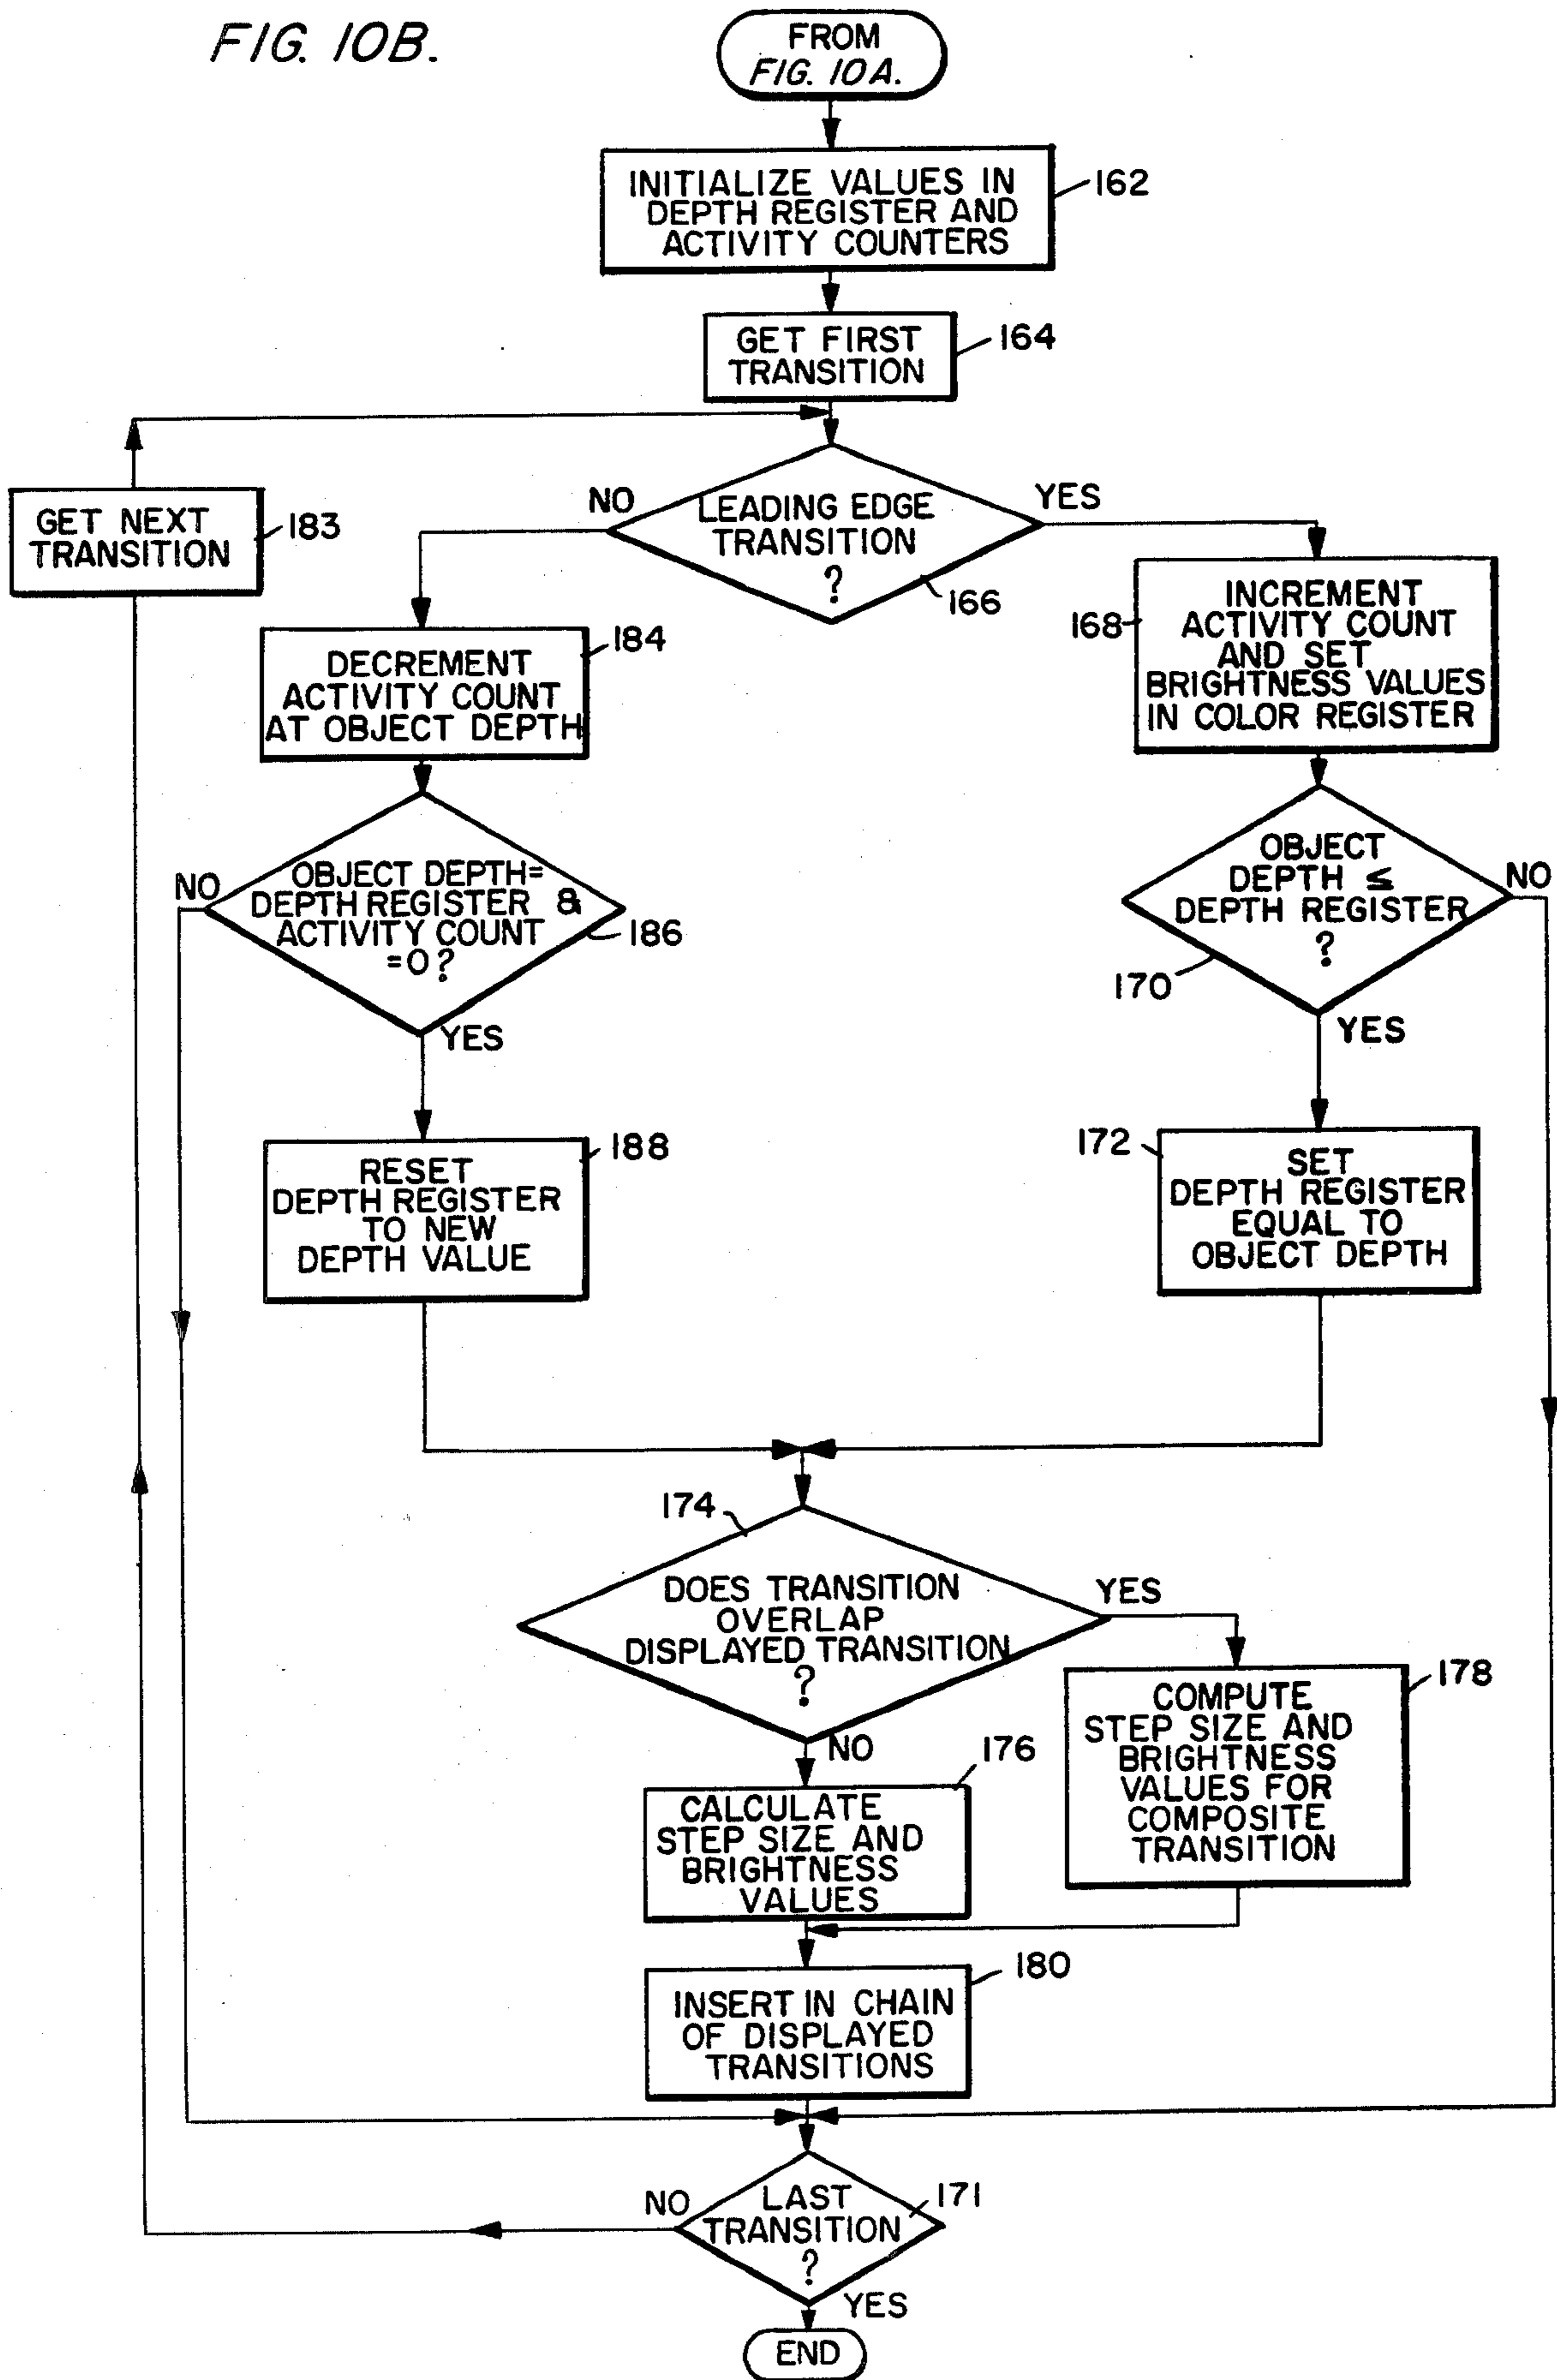 FIG. 10B.
FROM
FIG. 10A.
INITIALIZE VALUES IN
DEPTH REGISTER AND
ACTIVITY COUNTERS
162
GET FIRST
TRANSITION
164
GET NEXT
TRANSITION
183
NO
LEADING EDGE
TRANSITION
?
YES
166
184
DECREMENT
ACTIVITY COUNT
AT OBJECT DEPTH
168
INCREMENT
ACTIVITY COUNT
AND SET
BRIGHTNESS VALUES
IN COLOR REGISTER
NO
OBJECT DEPTH=
DEPTH REGISTER &
ACTIVITY COUNT
=0?
186
YES
OBJECT
DEPTH ≤
DEPTH REGISTER
?
NO
170
YES
188
RESET
DEPTH REGISTER
TO NEW
DEPTH VALUE
172
SET
DEPTH REGISTER
EQUAL TO
OBJECT DEPTH
174
DOES TRANSITION
OVERLAP
DISPLAYED TRANSITION
?
YES
NO
176
CALCULATE
STEP SIZE AND
BRIGHTNESS
VALUES
178
COMPUTE
STEP SIZE AND
BRIGHTNESS
VALUES FOR
COMPOSITE
TRANSITION
180
INSERT IN CHAIN
OF DISPLAYED
TRANSITIONS
NO
LAST
TRANSITION
?
171
YES
END